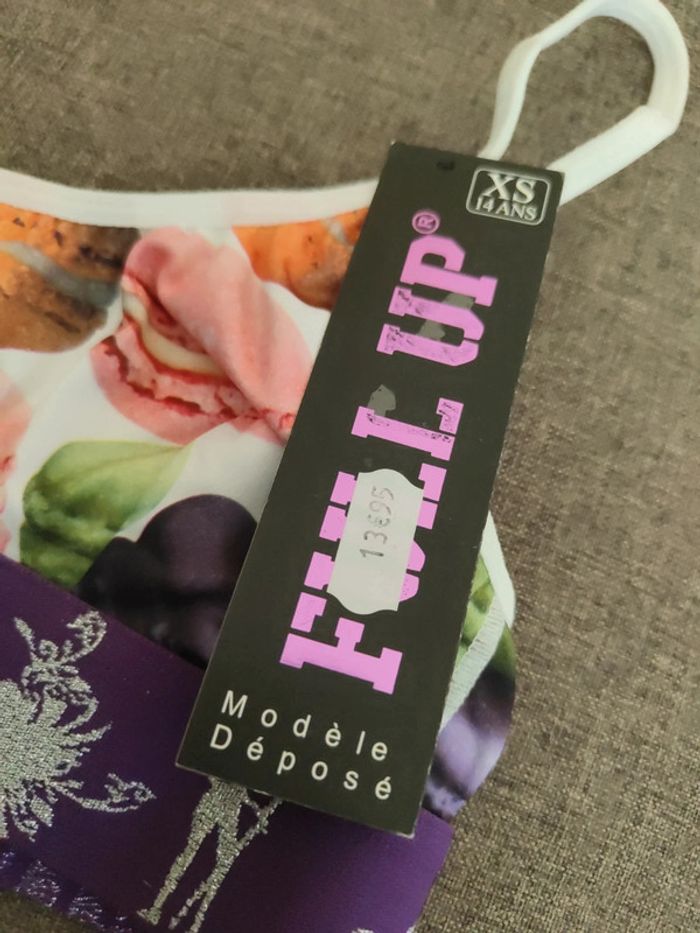 XS
14 ANS
FULL UP®
13€95
Modèle
Déposé